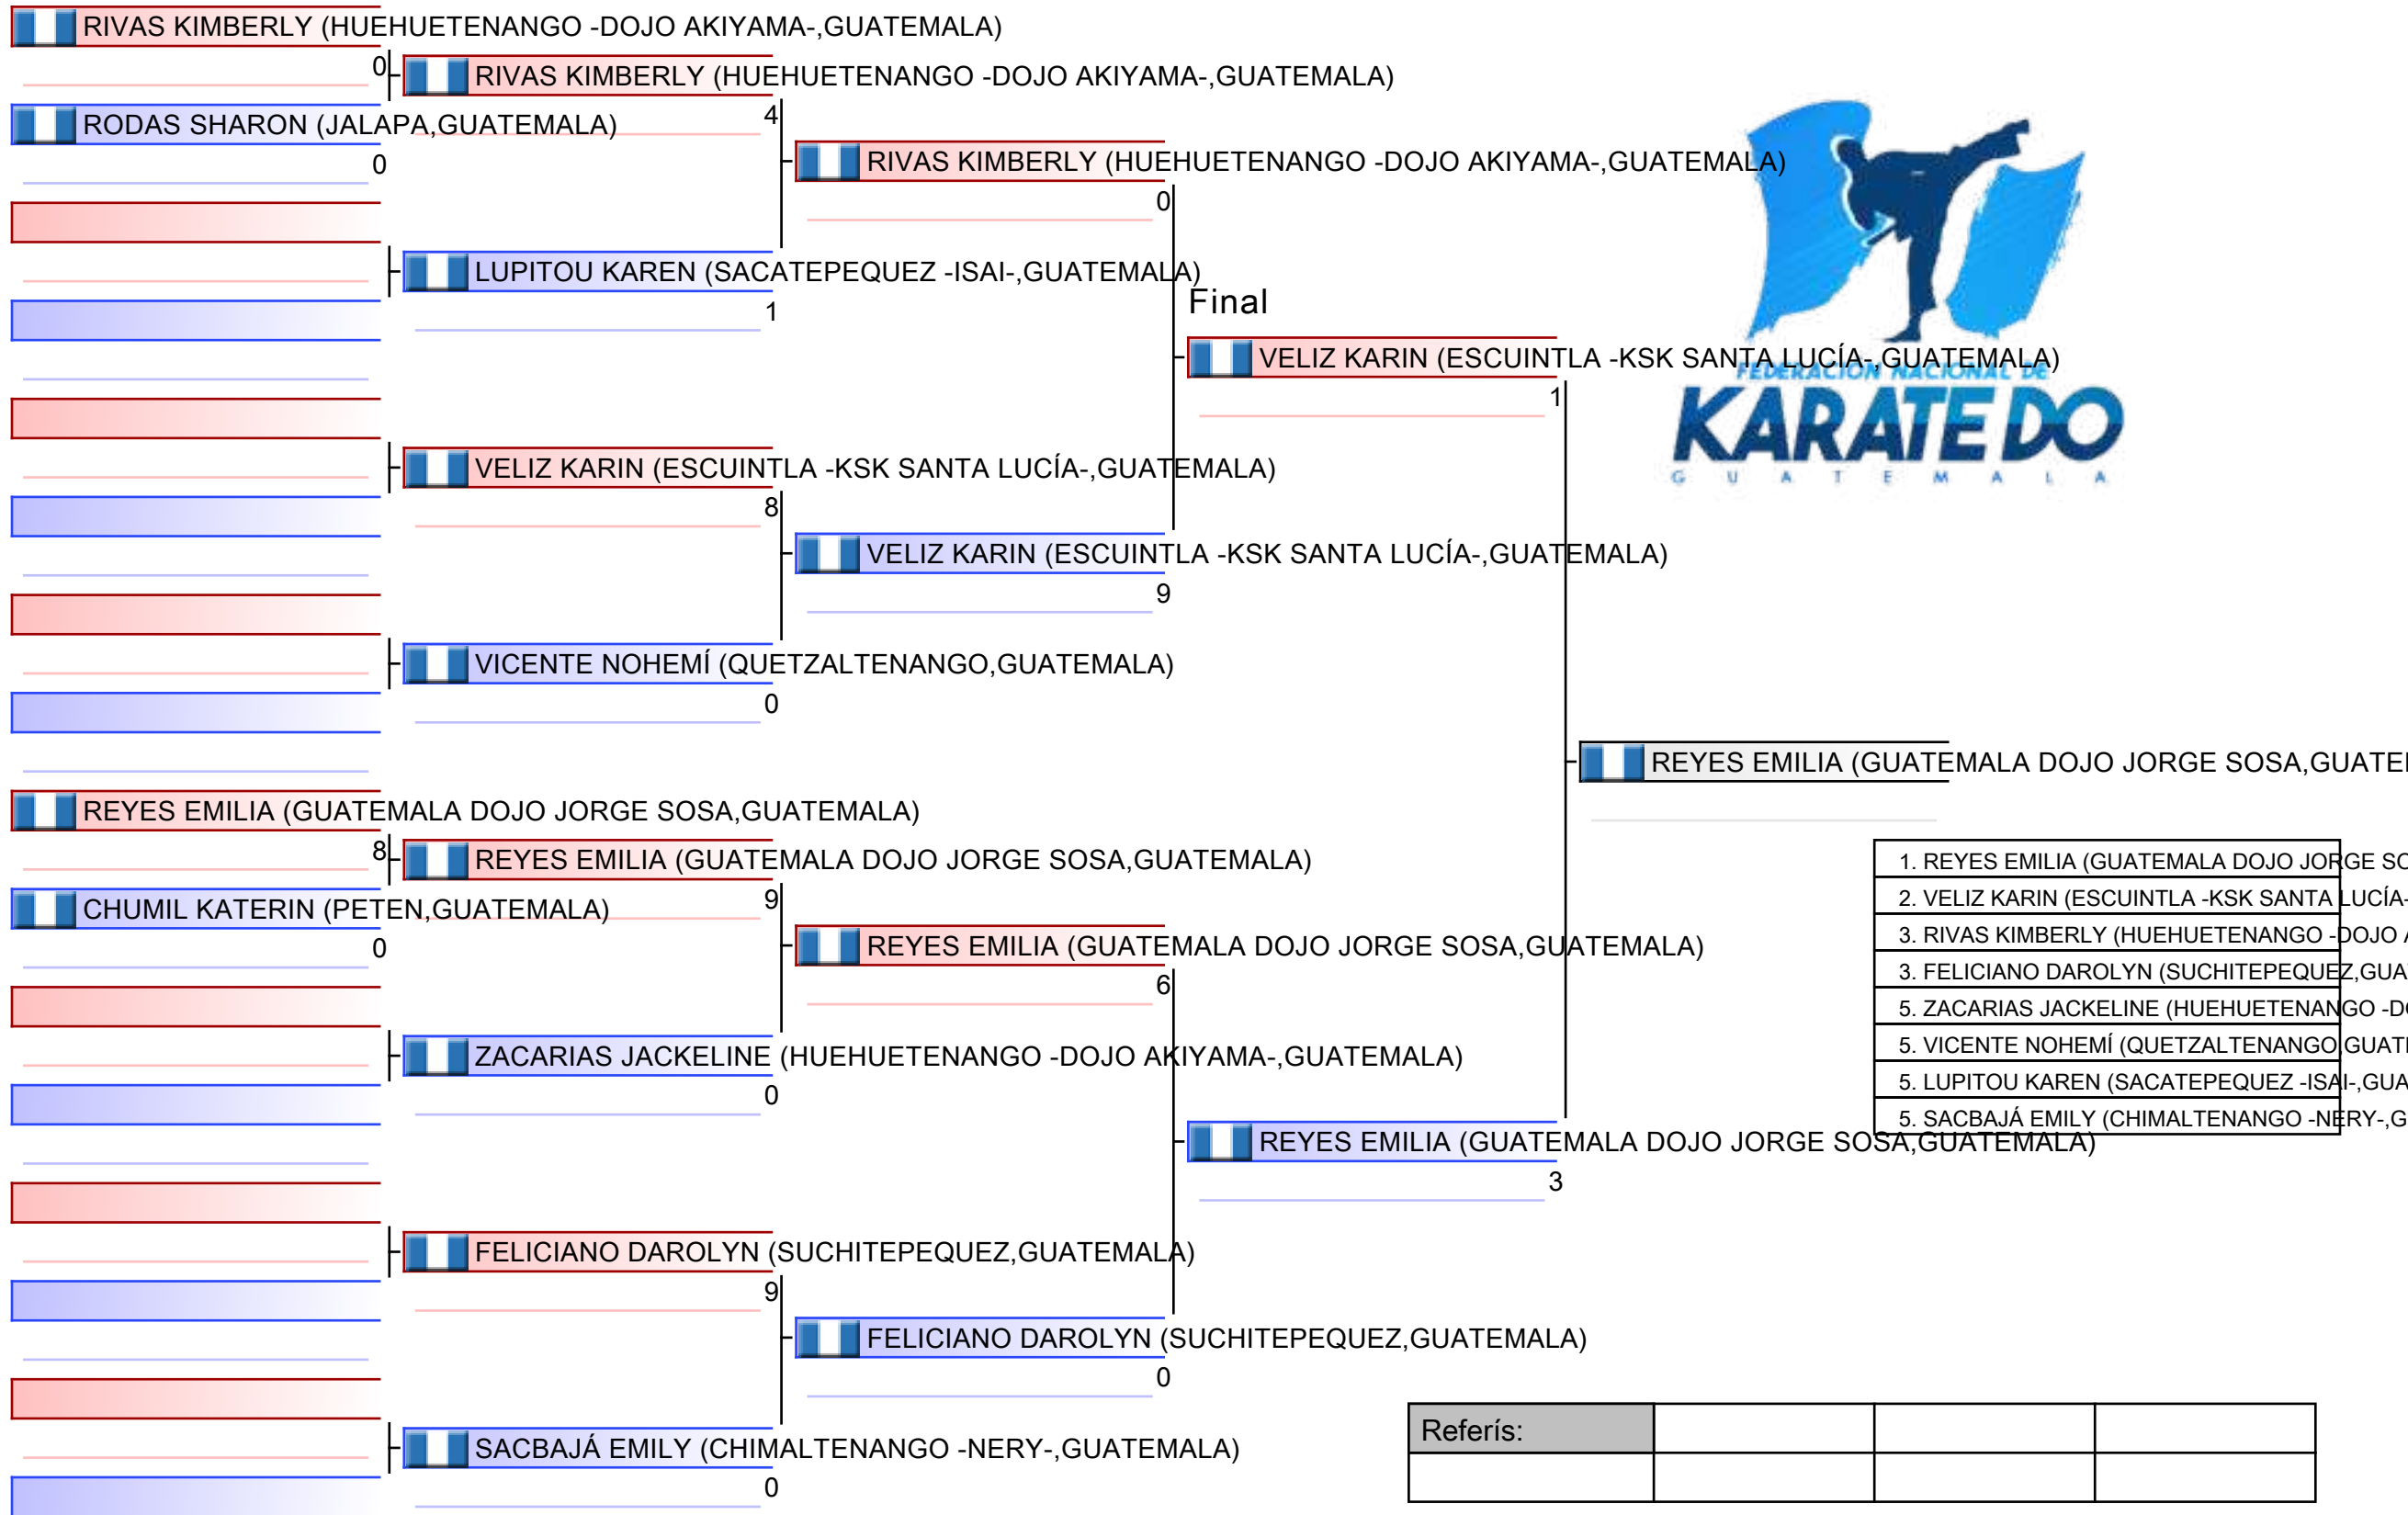 RIVAS KIMBERLY (HUEHUETENANGO -DOJO AKIYAMA-,GUATEMALA)
0
RODAS SHARON (JALAPA,GUATEMALA)
0
REYES EMILIA (GUATEMALA DOJO JORGE SOSA,GUATEMALA)
8
CHUMIL KATERIN (PETEN,GUATEMALA)
0
RIVAS KIMBERLY (HUEHUETENANGO -DOJO AKIYAMA-,GUATEMALA)
4
LUPITOU KAREN (SACATEPEQUEZ -ISAI-,GUATEMALA)
1
VELIZ KARIN (ESCUINTLA -KSK SANTA LUCÍA-,GUATEMALA)
8
VICENTE NOHEMÍ (QUETZALTENANGO,GUATEMALA)
0
REYES EMILIA (GUATEMALA DOJO JORGE SOSA,GUATEMALA)
9
ZACARIAS JACKELINE (HUEHUETENANGO -DOJO AKIYAMA-,GUATEMALA)
0
FELICIANO DAROLYN (SUCHITEPEQUEZ,GUATEMALA)
9
SACBAJÁ EMILY (CHIMALTENANGO -NERY-,GUATEMALA)
0
RIVAS KIMBERLY (HUEHUETENANGO -DOJO AKIYAMA-,GUATEMALA)
0
VELIZ KARIN (ESCUINTLA -KSK SANTA LUCÍA-,GUATEMALA)
9
REYES EMILIA (GUATEMALA DOJO JORGE SOSA,GUATEMALA)
6
FELICIANO DAROLYN (SUCHITEPEQUEZ,GUATEMALA)
0
Final
VELIZ KARIN (ESCUINTLA -KSK SANTA LUCÍA-,GUATEMALA)
1
REYES EMILIA (GUATEMALA DOJO JORGE SOSA,GUATEMALA)
3
FEDERACIÓN NACIONAL DE
KARATE DO
GUATEMALA
REYES EMILIA (GUATEMALA DOJO JORGE SOSA,GUATE
1. REYES EMILIA (GUATEMALA DOJO JORGE SO
2. VELIZ KARIN (ESCUINTLA -KSK SANTA LUCÍA-
3. RIVAS KIMBERLY (HUEHUETENANGO -DOJO A
3. FELICIANO DAROLYN (SUCHITEPEQUEZ,GUA
5. ZACARIAS JACKELINE (HUEHUETENANGO -DO
5. VICENTE NOHEMÍ (QUETZALTENANGO,GUATE
5. LUPITOU KAREN (SACATEPEQUEZ -ISAI-,GUA
5. SACBAJÁ EMILY (CHIMALTENANGO -NERY-,G
Referís: